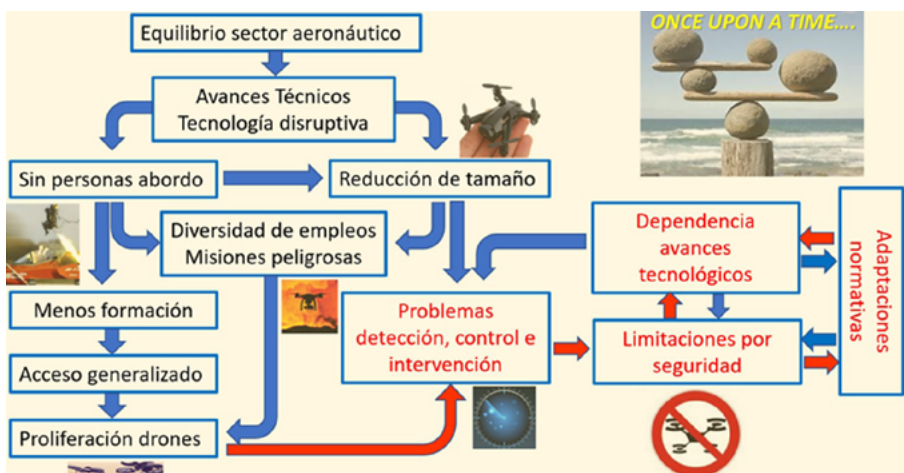 ONCE UPON A TIME....
Equilibrio sector aeronáutico
Avances Técnicos
Tecnología disruptiva
Sin personas abordo
Reducción de tamaño
Diversidad de empleos
Misiones peligrosas
Dependencia
avances
tecnológicos
Adaptaciones
normativas
Menos formación
Problemas
detección, control e
intervención
Limitaciones por
seguridad
Acceso generalizado
Proliferación drones